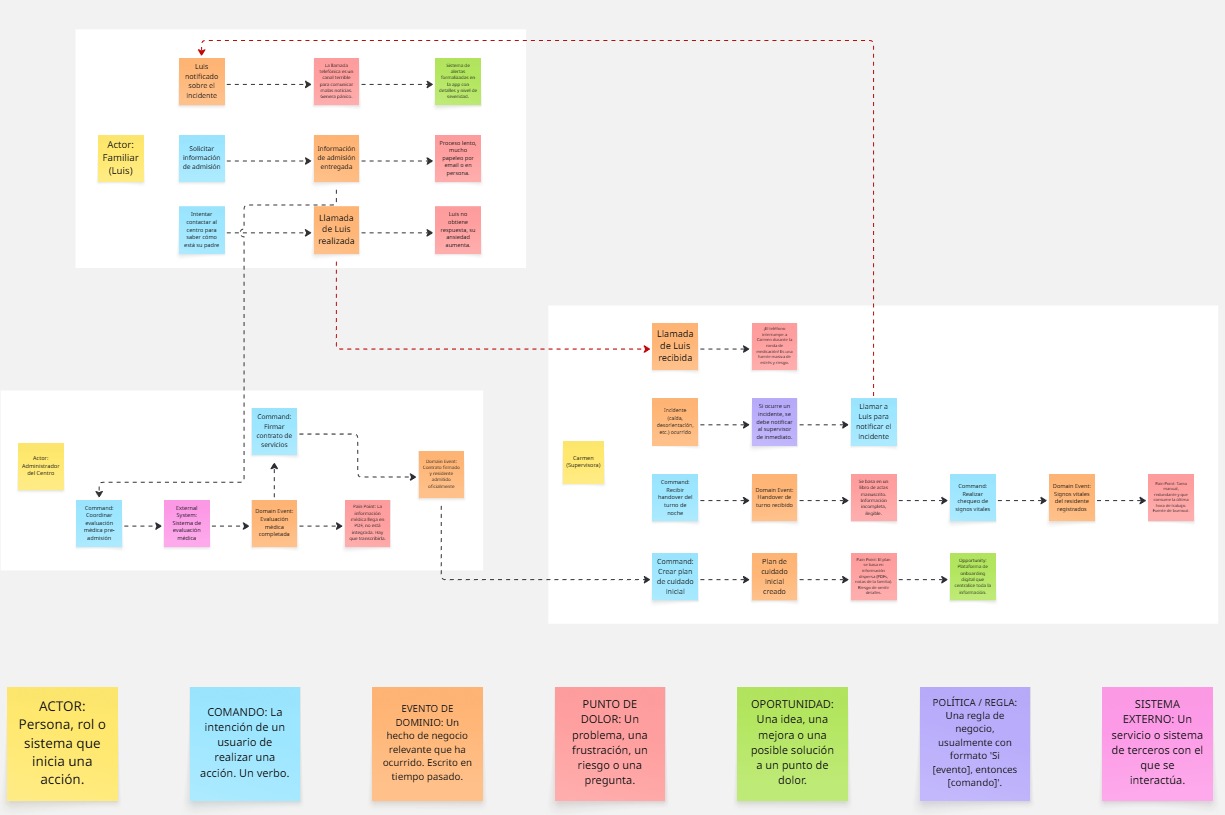 Luis
notificado
sobre el
incidente
La llamada
telefónica es un
canal terrible
para comunicar
malas noticias.
Genera pánico.
Sistema de
alertas
formalizadas en
la app con
detalles y nivel de
severidad.
Actor:
Familiar
(Luis)
Solicitar
información
de admisión
Información
de admisión
entregada
Proceso lento,
mucho
papeleo por
email o en
persona.
Intentar
contactar al
centro para
saber cómo
está su padre
Llamada
de Luis
realizada
Luis no
obtiene
respuesta, su
ansiedad
aumenta.
Llamada
de Luis
recibida
¡El teléfono
interrumpe a
Carmen durante la
ronda de
medicación! Es una
fuente masiva de
estrés y riesgo.
Incidente
(caída,
desorientación,
etc.) ocurrido
Si ocurre un
incidente, se
debe notificar
al supervisor
de inmediato.
Llamar a
Luis para
notificar el
incidente
Carmen
(Supervisora)
Command:
Recibir
handover del
turno de
noche
Domain Event:
Handover de
turno recibido
Se basa en un
libro de actas
manuscrito.
Información
incompleta,
ilegible.
Command:
Realizar
chequeo de
signos vitales
Domain Event:
Signos vitales
del residente
registrados
Pain Point: Tarea
manual,
redundante y que
consume la última
hora de trabajo.
Fuente de burnout.
Command:
Crear plan
de cuidado
inicial
Plan de
cuidado
inicial
creado
Pain Point: El plan
se basa en
información
dispersa (PDFs,
notas de la familia).
Riesgo de omitir
detalles.
Opportunity:
Plataforma de
onboarding
digital que
centralice toda la
información.
Actor:
Administrador
del Centro
Command:
Firmar
contrato de
servicios
Domain Event:
Contrato firmado
y residente
admitido
oficialmente
Command:
Coordinar
evaluación
médica pre-
admisión
External
System:
Sistema de
evaluación
médica
Domain Event:
Evaluación
médica
completada
Pain Point: La
información
médica llega en
PDF, no está
integrada. Hay
que transcribirla.
ACTOR:
Persona, rol o
sistema que
inicia una
acción.
COMANDO: La
intención de un
usuario de
realizar una
acción. Un verbo.
EVENTO DE
DOMINIO: Un
hecho de negocio
relevante que ha
ocurrido. Escrito en
tiempo pasado.
PUNTO DE
DOLOR: Un
problema, una
frustración, un
riesgo o una
pregunta.
OPORTUNIDAD:
Una idea, una
mejora o una
posible solución
a un punto de
dolor.
POLÍTICA / REGLA:
Una regla de
negocio,
usualmente con
formato 'Si
[evento], entonces
[comando]'.
SISTEMA
EXTERNO: Un
servicio o sistema
de terceros con el
que se
interactúa.